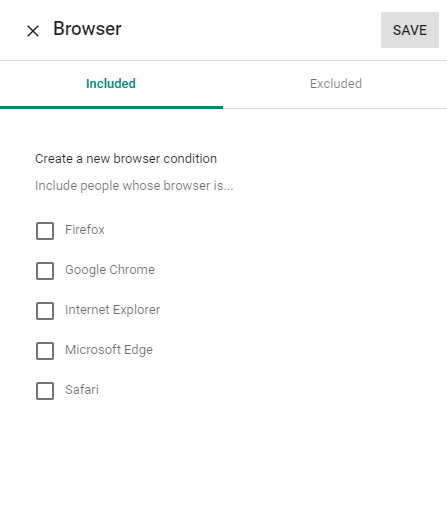 Browser
SAVE
Included
Excluded
Create a new browser condition
Include people whose browser is...
Firefox
Google Chrome
Internet Explorer
Microsoft Edge
Safari